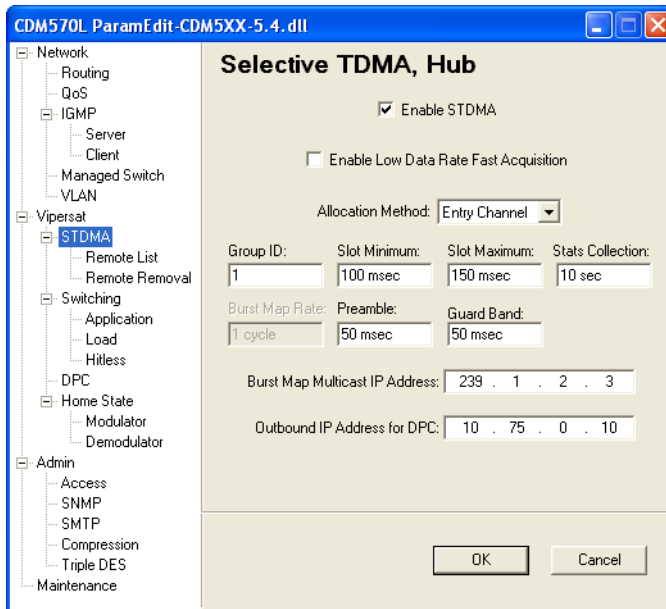 CDM570L ParamEdit-CDM5XX-5.4.dll
Network
Routing
QoS
IGMP
Server
Client
Managed Switch
VLAN
Vipersat
STDMA
Remote List
Remote Removal
Switching
Application
Load
Hitless
DPC
Home State
Modulator
Demodulator
Admin
Access
SNMP
SMTP
Compression
Triple DES
Maintenance
Selective TDMA, Hub
Enable STDMA
Enable Low Data Rate Fast Acquisition
Allocation Method: Entry Channel
Group ID: Slot Minimum: Slot Maximum: Stats Collection:
1 100 msec 150 msec 10 sec
Burst Map Rate: Preamble: Guard Band:
1 cycle 50 msec 50 msec
Burst Map Multicast IP Address: 239 . 1 . 2 . 3
Outbound IP Address for DPC: 10 . 75 . 0 . 10
OK Cancel